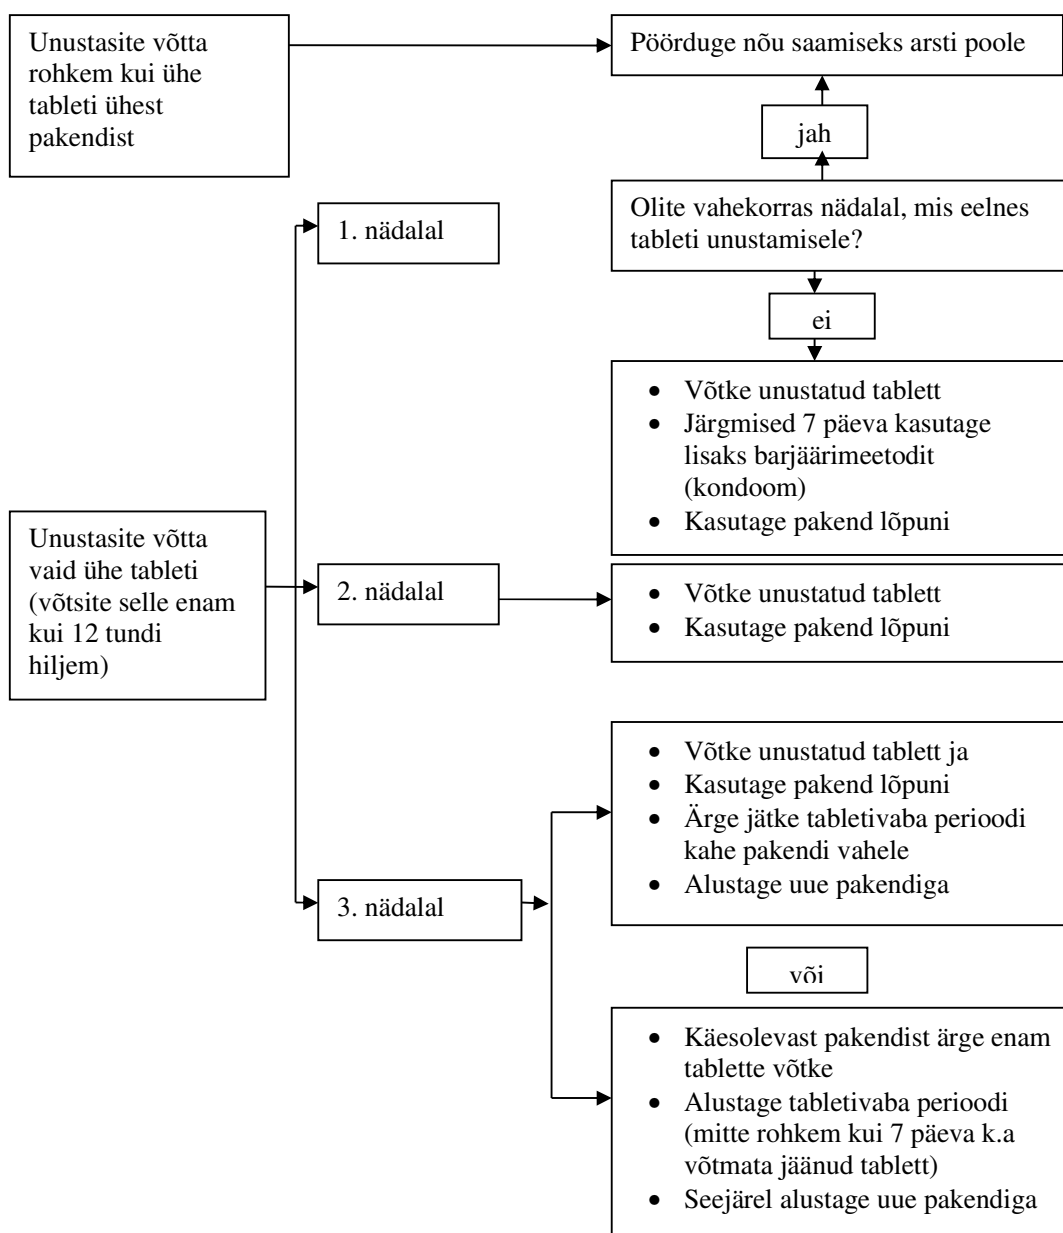 Unustasite võtta
rohkem kui ühe
tableti ühest
pakendist
Pöörduge nõu saamiseks arsti poole
jah
Olite vahekorras nädalal, mis eelnes
tableti unustamisele?
1. nädalal
ei
• Võtke unustatud tablett
• Järgmised 7 päeva kasutage
lisaks barjäärimeetodit
(kondoom)
• Kasutage pakend lõpuni
Unustasite võtta
vaid ühe tableti
(võtsite selle enam
kui 12 tundi
hiljem)
2. nädalal
• Võtke unustatud tablett
• Kasutage pakend lõpuni
3. nädalal
• Võtke unustatud tablett ja
• Kasutage pakend lõpuni
• Ärge jätke tabletivaba perioodi
kahe pakendi vahele
• Alustage uue pakendiga
või
• Käesolevast pakendist ärge enam
tablette võtke
• Alustage tabletivaba perioodi
(mitte rohkem kui 7 päeva k.a
võtmata jäänud tablett)
• Seejärel alustage uue pakendiga